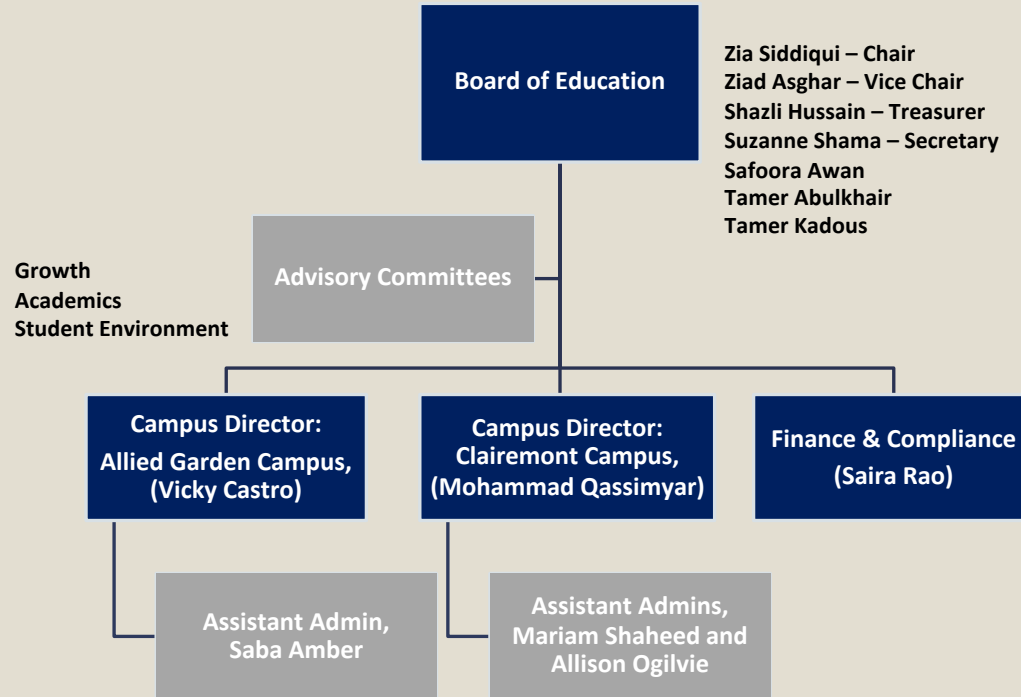 Board of Education
Zia Siddiqui – Chair
Ziad Asghar – Vice Chair
Shazli Hussain – Treasurer
Suzanne Shama – Secretary
Safoora Awan
Tamer Abulkhair
Tamer Kadous
Advisory Committees
Growth
Academics
Student Environment
Campus Director:
Allied Garden Campus,
(Vicky Castro)
Campus Director:
Clairemont Campus,
(Mohammad Qassimyar)
Finance & Compliance
(Saira Rao)
Assistant Admin,
Saba Amber
Assistant Admins,
Mariam Shaheed and
Allison Ogilvie